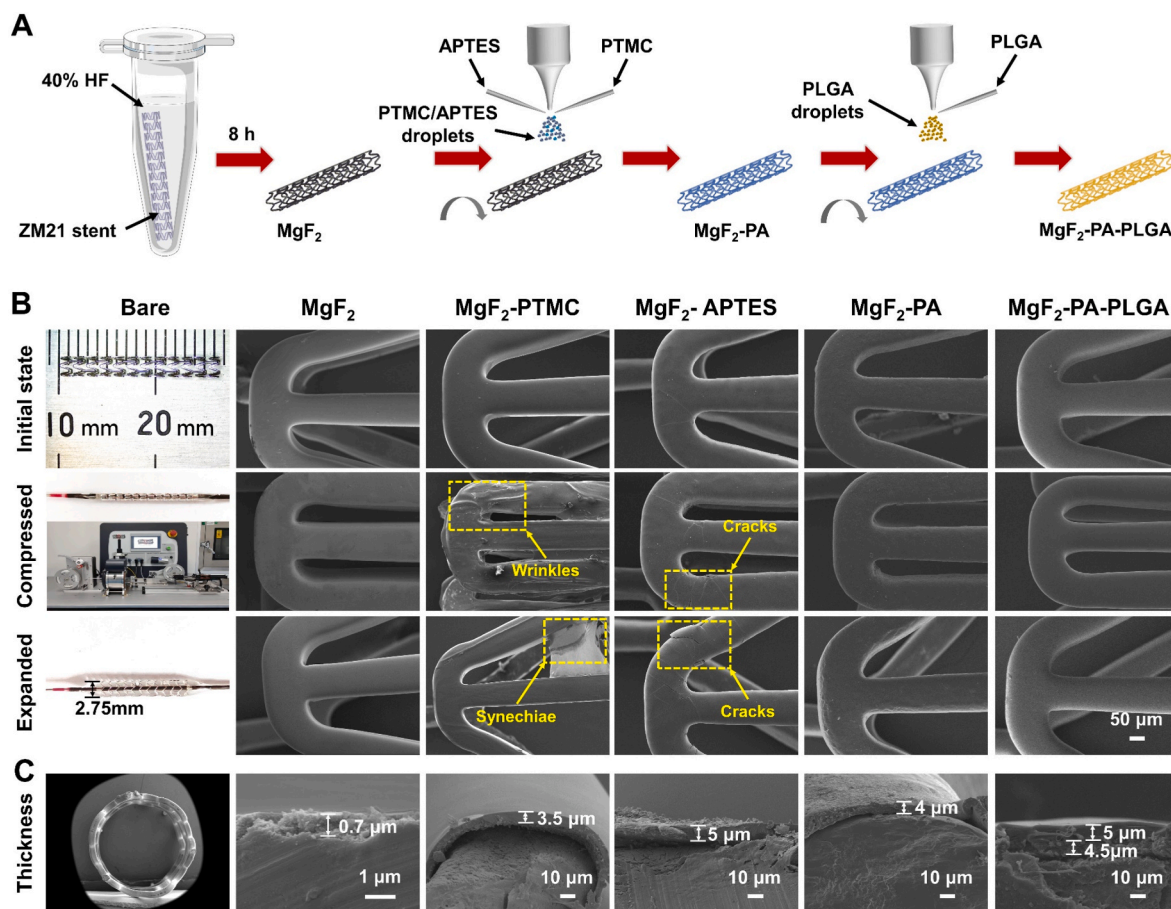 A
40% HF
ZM21 stent
8 h
MgF₂
APTES
PTMC
PTMC/APTES
droplets
MgF₂-PA
PLGA
PLGA
droplets
MgF₂-PA-PLGA
B
Bare
MgF₂
MgF₂-PTMC
MgF₂- APTES
MgF₂-PA
MgF₂-PA-PLGA
Initial state
10 mm 20 mm
Compressed
Wrinkles
Cracks
Expanded
2.75mm
Synechiae
Cracks
50 µm
C
Thickness
0.7 µm
1 µm
3.5 µm
10 µm
5 µm
10 µm
4 µm
10 µm
5 µm
4.5µm
10 µm